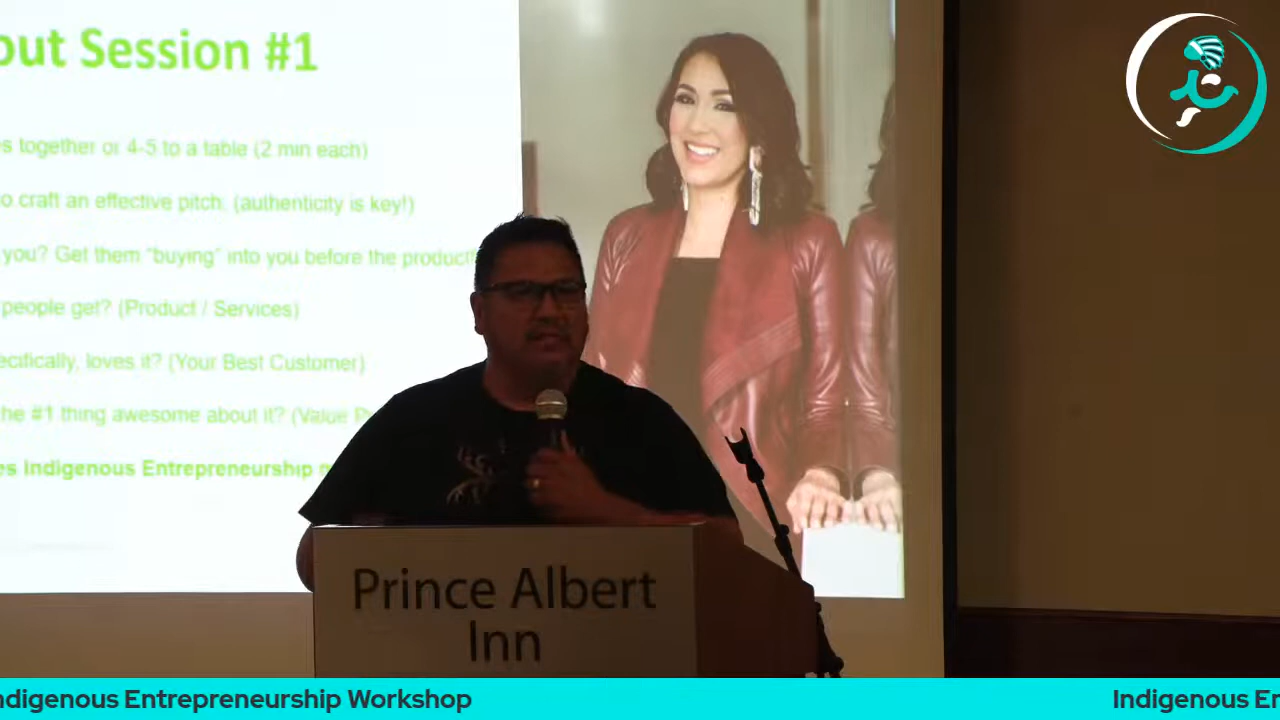 out Session #1
together or 4-5 to a table (2 min each)
o craft an effective pitch. (authenticity is key!)
you? Get them "buying" into you before the product"
people get? (Product / Services)
ecifically, loves it? (Your Best Customer)
he #1 thing awesome about it? (Value P
es Indigenous Entrepreneurship
Prince Albert
Inn
ndigenous Entrepreneurship Workshop
Indigenous En